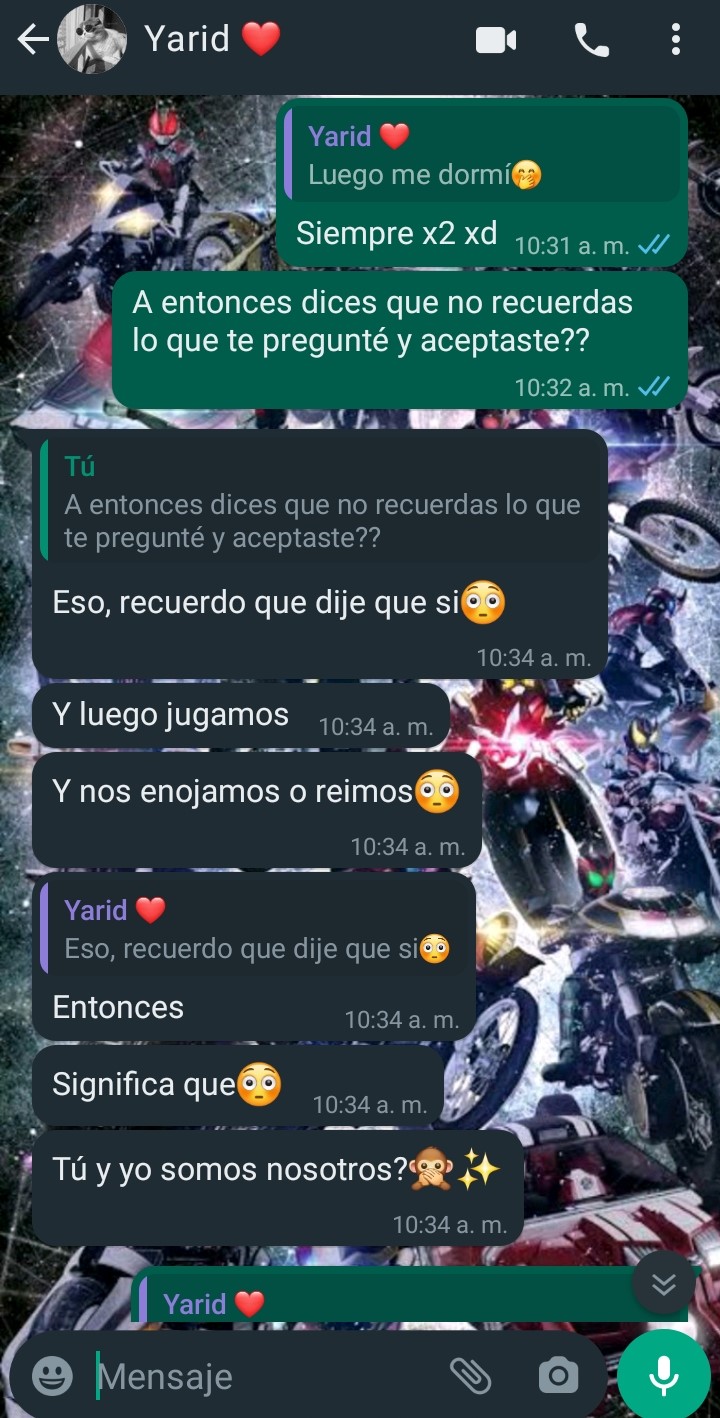 Yarid ❤️
Yarid ❤️
Luego me dormí🤭
Siempre x2 xd
10:31 a. m.
A entonces dices que no recuerdas
lo que te pregunté y aceptaste??
10:32 a. m.
Tú
A entonces dices que no recuerdas lo que
te pregunté y aceptaste??
Eso, recuerdo que dije que si😳
10:34 a. m.
Y luego jugamos
10:34 a. m.
Y nos enojamos o reimos😳
10:34 a. m.
Yarid ❤️
Eso, recuerdo que dije que si😳
Entonces
10:34 a. m.
Significa que😳
10:34 a. m.
Tú y yo somos nosotros?🙊✨
10:34 a. m.
Yarid ❤️
Mensaje